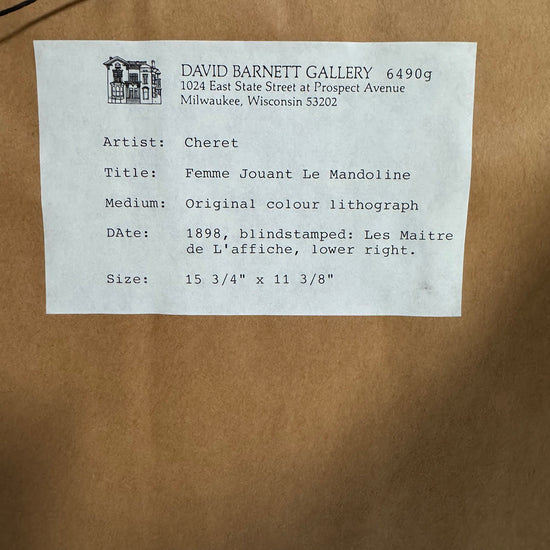 DAVID BARNETT GALLERY 6490g
1024 East State Street at Prospect Avenue
Milwaukee, Wisconsin 53202
Artist: Cheret
Title: Femme Jouant Le Mandoline
Medium: Original colour lithograph
DAte: 1898, blindstamped: Les Maitre
de L'affiche, lower right.
Size: 15 3/4" x 11 3/8"